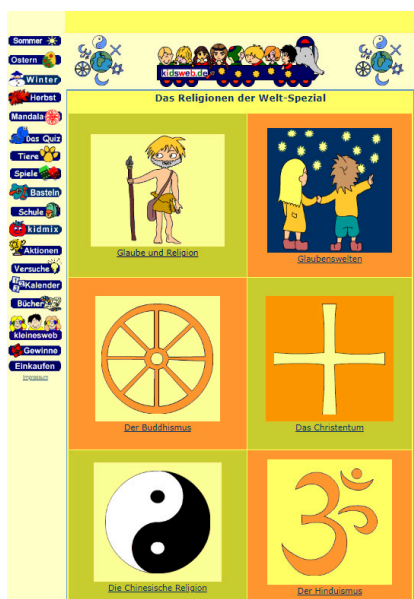 Sommer
Ostern
Winter
Herbst
Mandala
Das Quiz
Tiere
Spiele
Basteln
Schule
kidmix
Aktionen
Versuche
Kalender
Bücher
kleinesweb
Gewinne
Einkaufen
Impressum
kidsweb.de
Das Religionen der Welt-Spezial
Glaube und Religion
Glaubenswelten
Der Buddhismus
Das Christentum
Die Chinesische Religion
Der Hinduismus